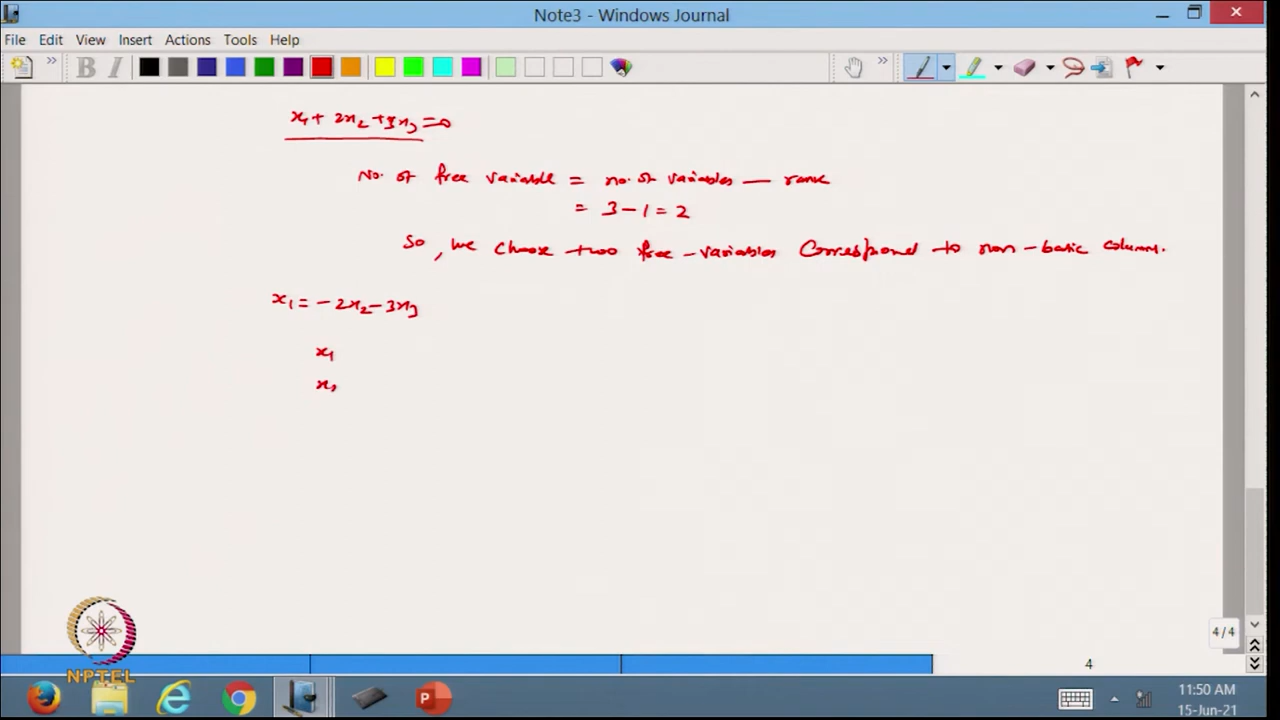 Note3 - Windows Journal
File Edit View Insert Actions Tools Help
x1 + 2x2 + 3x3 = 0
No. of free variable = no. of variables — rank
= 3 - 1 = 2
So, we choose two free-variables Correspond to non-basic column.
x1 = - 2x2 - 3x3
x1
x2
4/4
NPTEL
4
11:50 AM
15-Jun-21